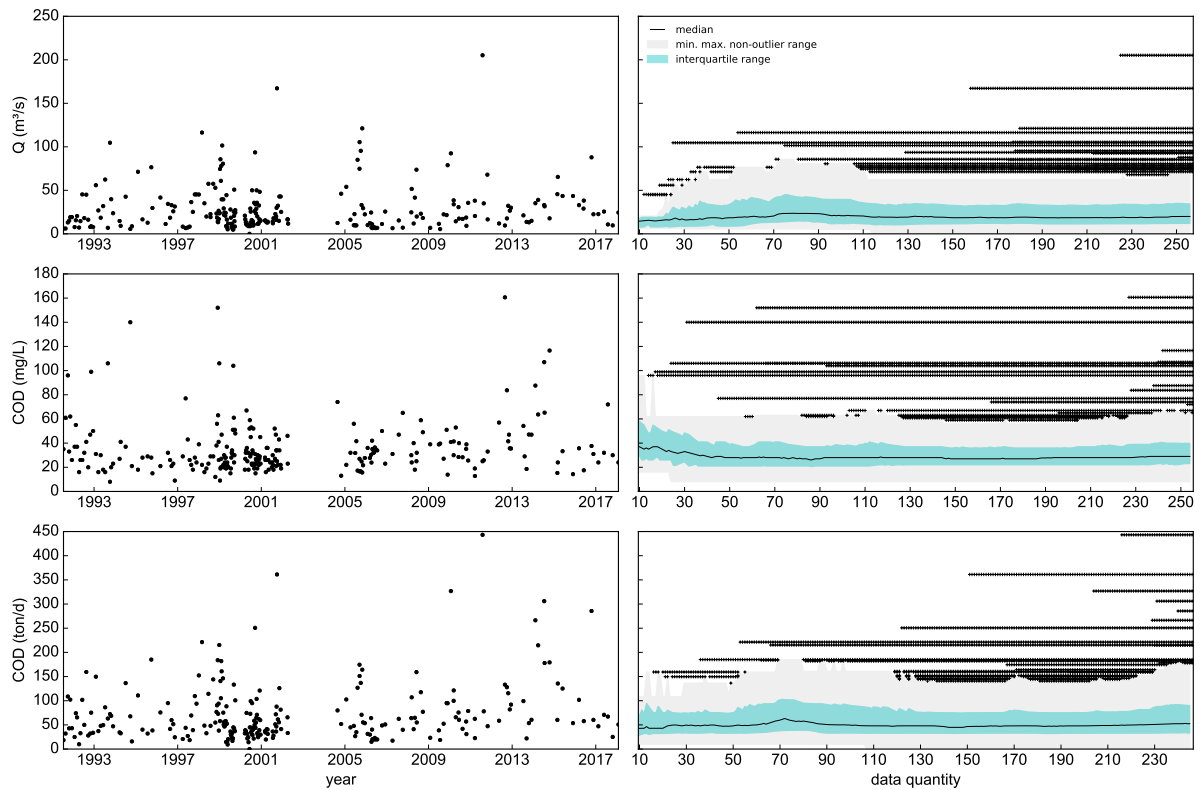 Q (m³/s)
250
200
150
100
50
0
1993 1997 2001 2005 2009 2013 2017
median
min. max. non-outlier range
interquartile range
10 30 50 70 90 110 130 150 170 190 210 230 250
COD (mg/L)
180
160
140
120
100
80
60
40
20
0
1993 1997 2001 2005 2009 2013 2017
10 30 50 70 90 110 130 150 170 190 210 230 250
COD (ton/d)
450
400
350
300
250
200
150
100
50
0
1993 1997 2001 2005 2009 2013 2017
year
10 30 50 70 90 110 130 150 170 190 210 230
data quantity